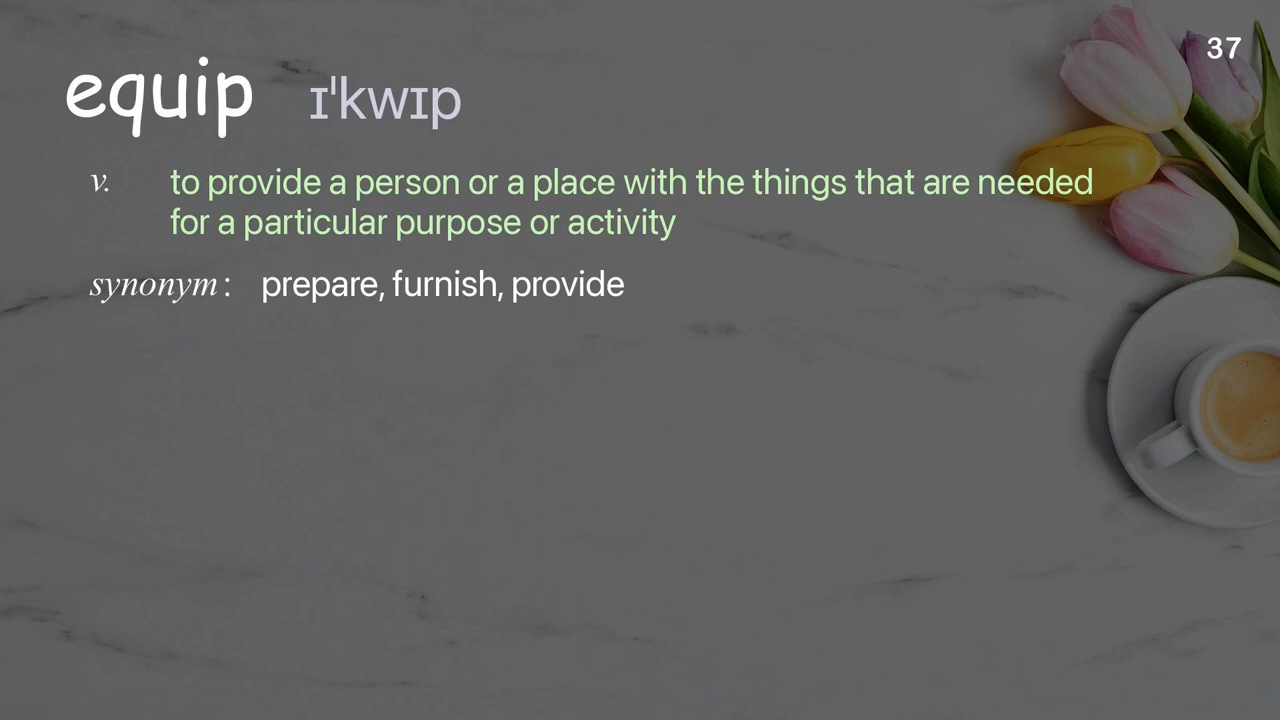 37
equip ɪˈkwɪp
v. to provide a person or a place with the things that are needed
for a particular purpose or activity
synonym: prepare, furnish, provide